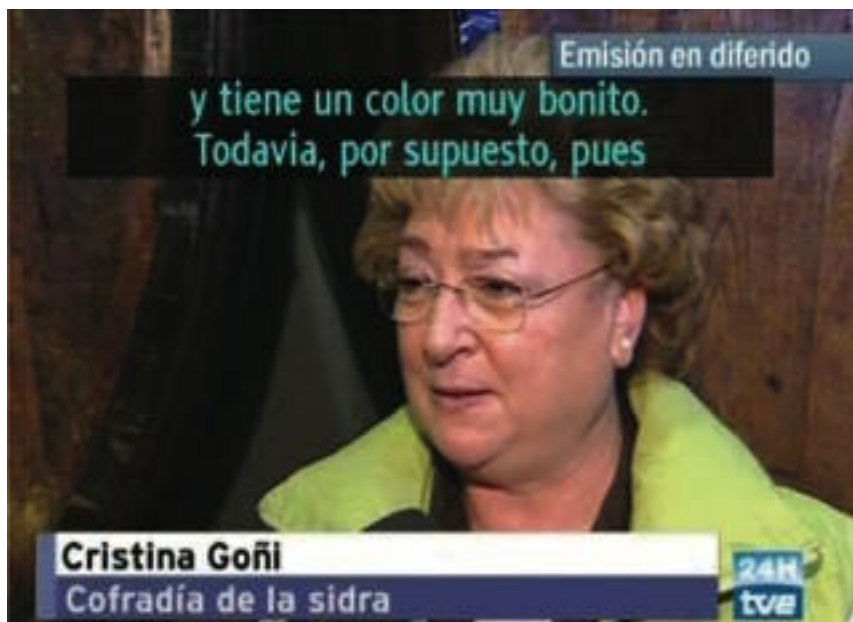 Emisión en diferido
y tiene un color muy bonito.
Todavia, por supuesto, pues
Cristina Goñi
Cofradía de la sidra
24H
tve